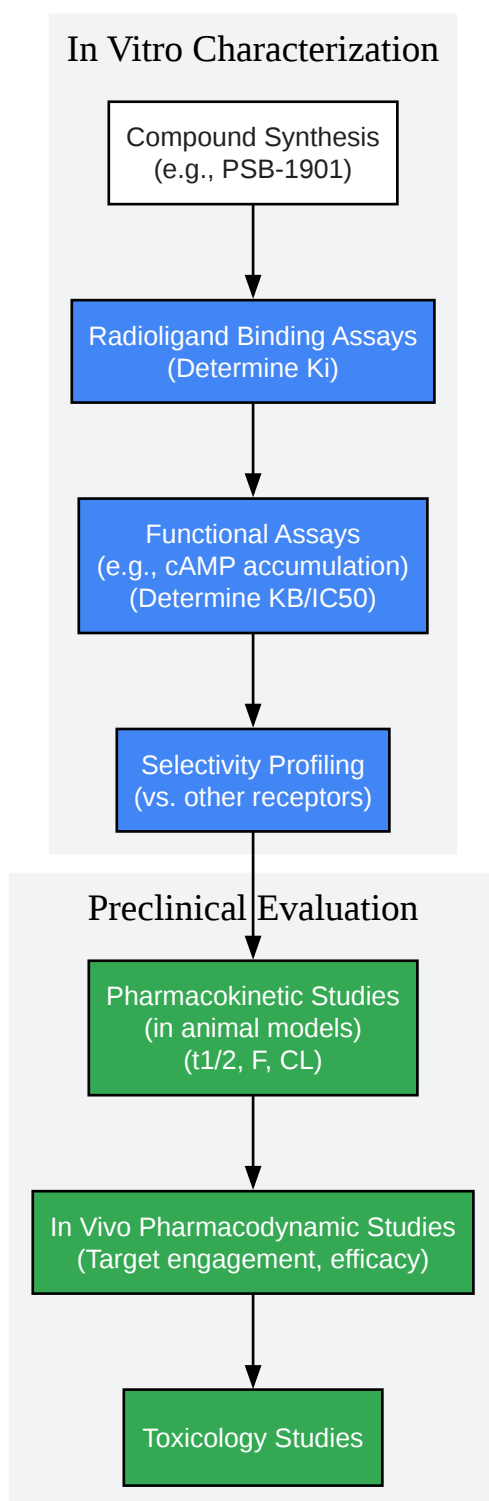 In Vitro Characterization
Compound Synthesis
(e.g., PSB-1901)
Radioligand Binding Assays
(Determine Ki)
Functional Assays
(e.g., cAMP accumulation)
(Determine KB/IC50)
Selectivity Profiling
(vs. other receptors)
Preclinical Evaluation
Pharmacokinetic Studies
(in animal models)
(t1/2, F, CL)
In Vivo Pharmacodynamic Studies
(Target engagement, efficacy)
Toxicology Studies